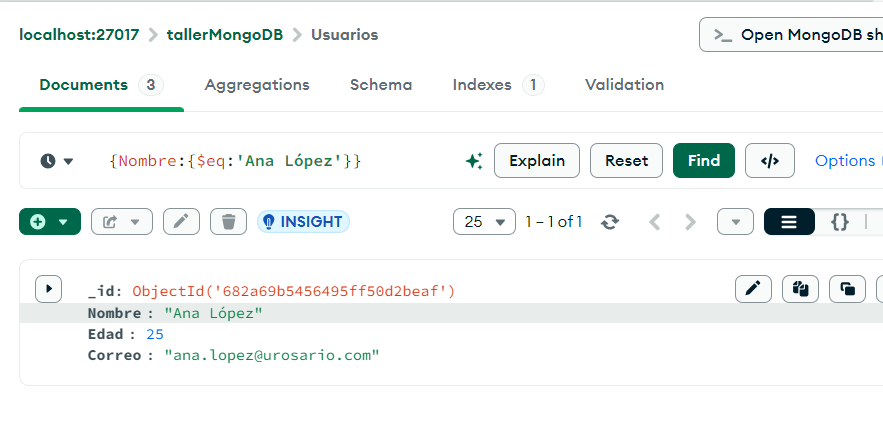 localhost:27017 > tallerMongoDB > Usuarios
>_ Open MongoDB sh
Documents 3 Aggregations Schema Indexes 1 Validation
{Nombre:{$eq:'Ana López'}} Explain Reset Find </> Options
INSIGHT 25 1 – 1 of 1 {}
_id: ObjectId('682a69b5456495ff50d2beaf')
Nombre : "Ana López"
Edad : 25
Correo : "ana.lopez@urosario.com"